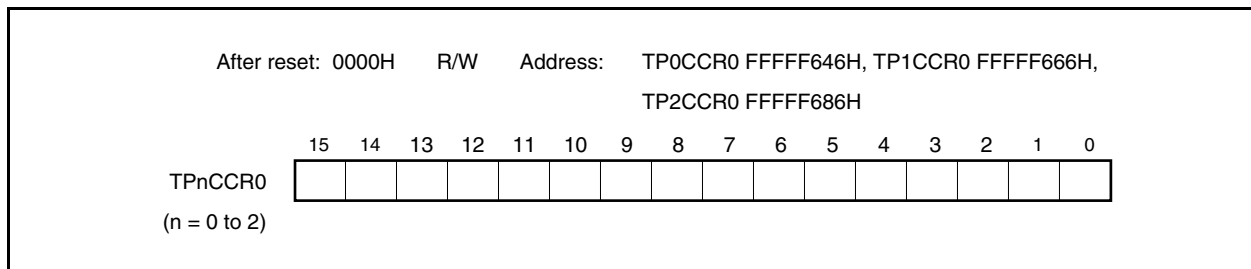 After reset: 0000H R/W Address: TP0CCR0 FFFFF646H, TP1CCR0 FFFFF666H,
TP2CCR0 FFFFF686H
15 14 13 12 11 10 9 8 7 6 5 4 3 2 1 0
TPnCCR0
(n = 0 to 2)